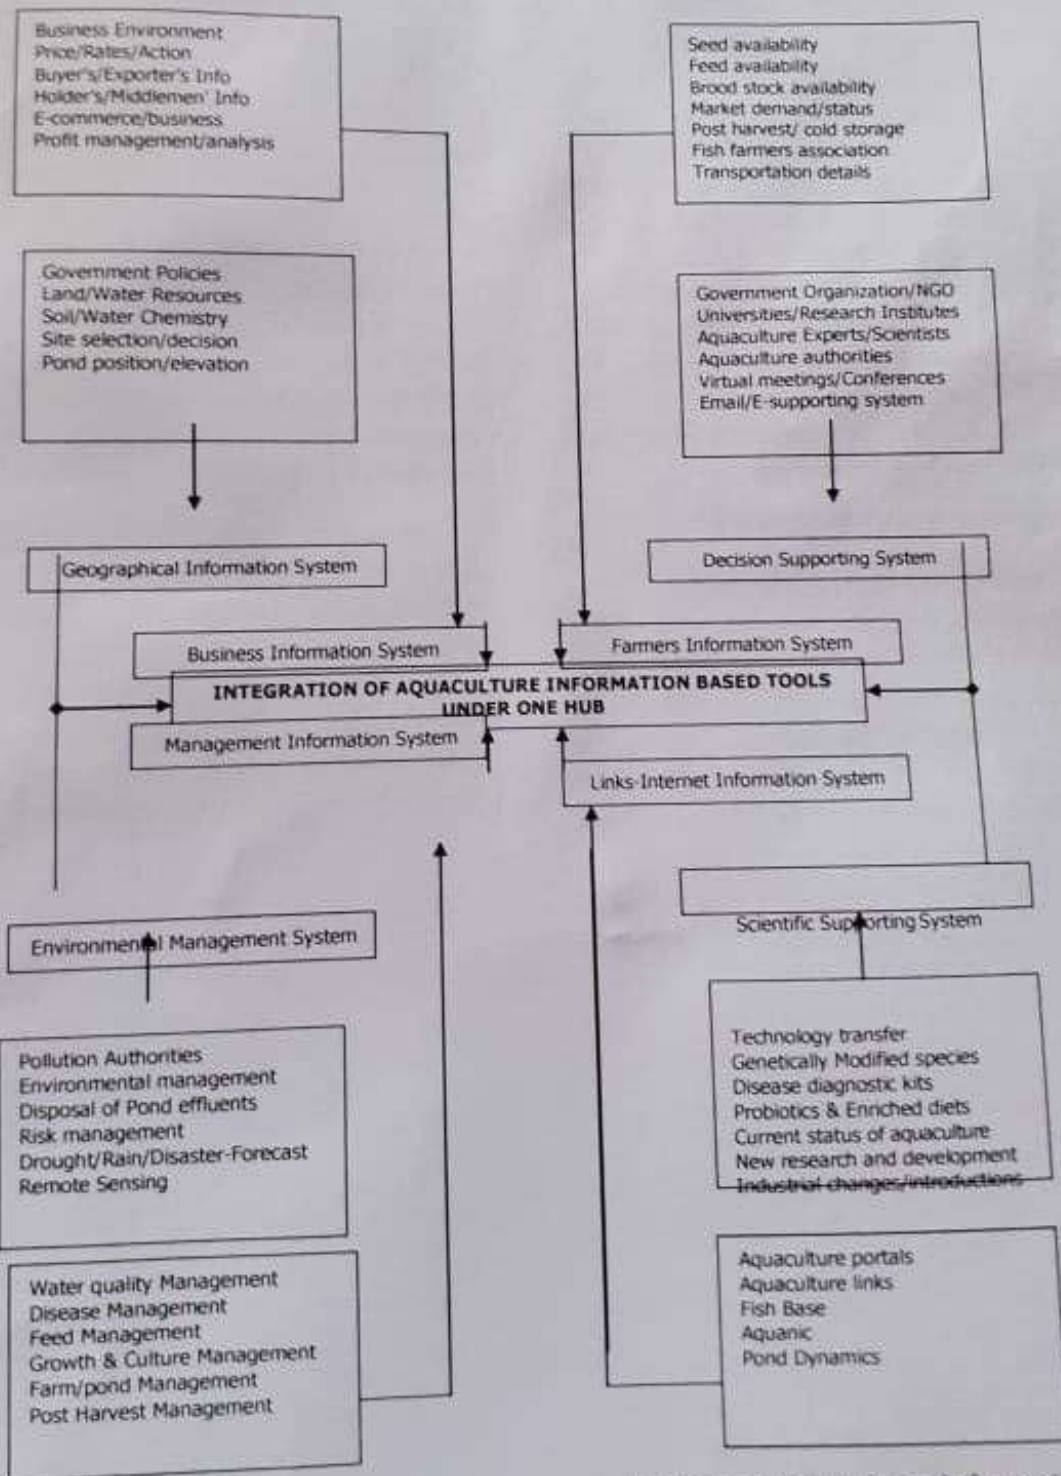 Business Environment
Price/Rates/Action
Buyer's/Exporter's Info
Holder's/Middlemen' Info
E-commerce/business
Profit management/analysis
Seed availability
Feed availability
Brood stock availability
Market demand/status
Post harvest/ cold storage
Fish farmers association
Transportation details
Government Policies
Land/Water Resources
Soil/Water Chemistry
Site selection/decision
Pond position/elevation
Government Organization/NGO
Universities/Research Institutes
Aquaculture Experts/Scientists
Aquaculture authorities
Virtual meetings/Conferences
Email/E-supporting system
Geographical Information System
Decision Supporting System
Business Information System
Farmers Information System
INTEGRATION OF AQUACULTURE INFORMATION BASED TOOLS
UNDER ONE HUB
Management Information System
Links-Internet Information System
Environmental Management System
Scientific Supporting System
Pollution Authorities
Environmental management
Disposal of Pond effluents
Risk management
Drought/Rain/Disaster-Forecast
Remote Sensing
Technology transfer
Genetically Modified species
Disease diagnostic kits
Probiotics & Enriched diets
Current status of aquaculture
New research and development
Industrial changes/introductions
Water quality Management
Disease Management
Feed Management
Growth & Culture Management
Farm/pond Management
Post Harvest Management
Aquaculture portals
Aquaculture links
Fish Base
Aquanic
Pond Dynamics